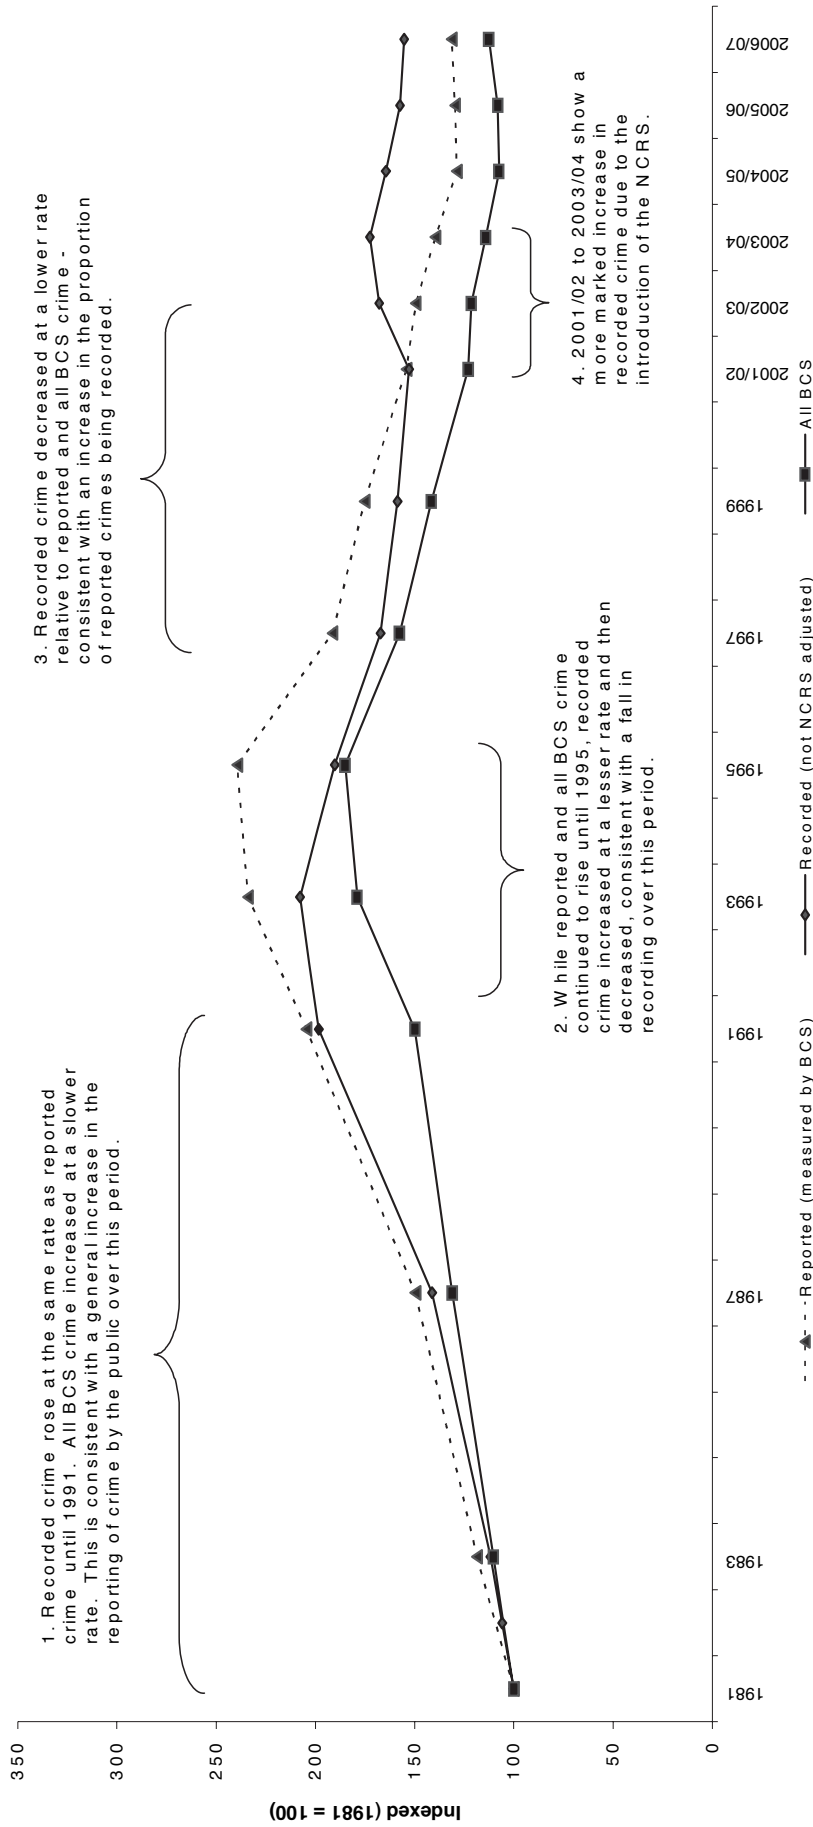 1. Recorded crime rose at the same rate as reported
crime until 1991. All BCS crime increased at a slower
rate. This is consistent with a general increase in the
reporting of crime by the public over this period.
3. Recorded crime decreased at a lower rate
relative to reported and all BCS crime -
consistent with an increase in the proportion
of reported crimes being recorded.
2. While reported and all BCS crime
continued to rise until 1995, recorded
crime increased at a lesser rate and then
decreased, consistent with a fall in
recording over this period.
4. 2001/02 to 2003/04 show a
more marked increase in
recorded crime due to the
introduction of the NCRS.
Indexed (1981 = 100)
350
300
250
200
150
100
50
0
1981
1983
1987
1991
1993
1995
1997
1999
2001/02
2002/03
2003/04
2004/05
2005/06
2006/07
Reported (measured by BCS)
Recorded (not NCRS adjusted)
All BCS